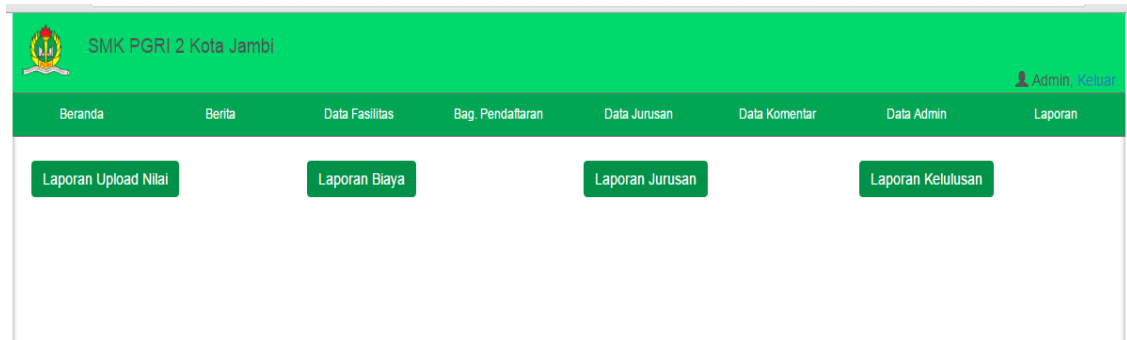 SMK PGRI 2 Kota Jambi
Admin, Keluar
Beranda Berita Data Fasilitas Bag. Pendaftaran Data Jurusan Data Komentar Data Admin Laporan
Laporan Upload Nilai Laporan Biaya Laporan Jurusan Laporan Kelulusan